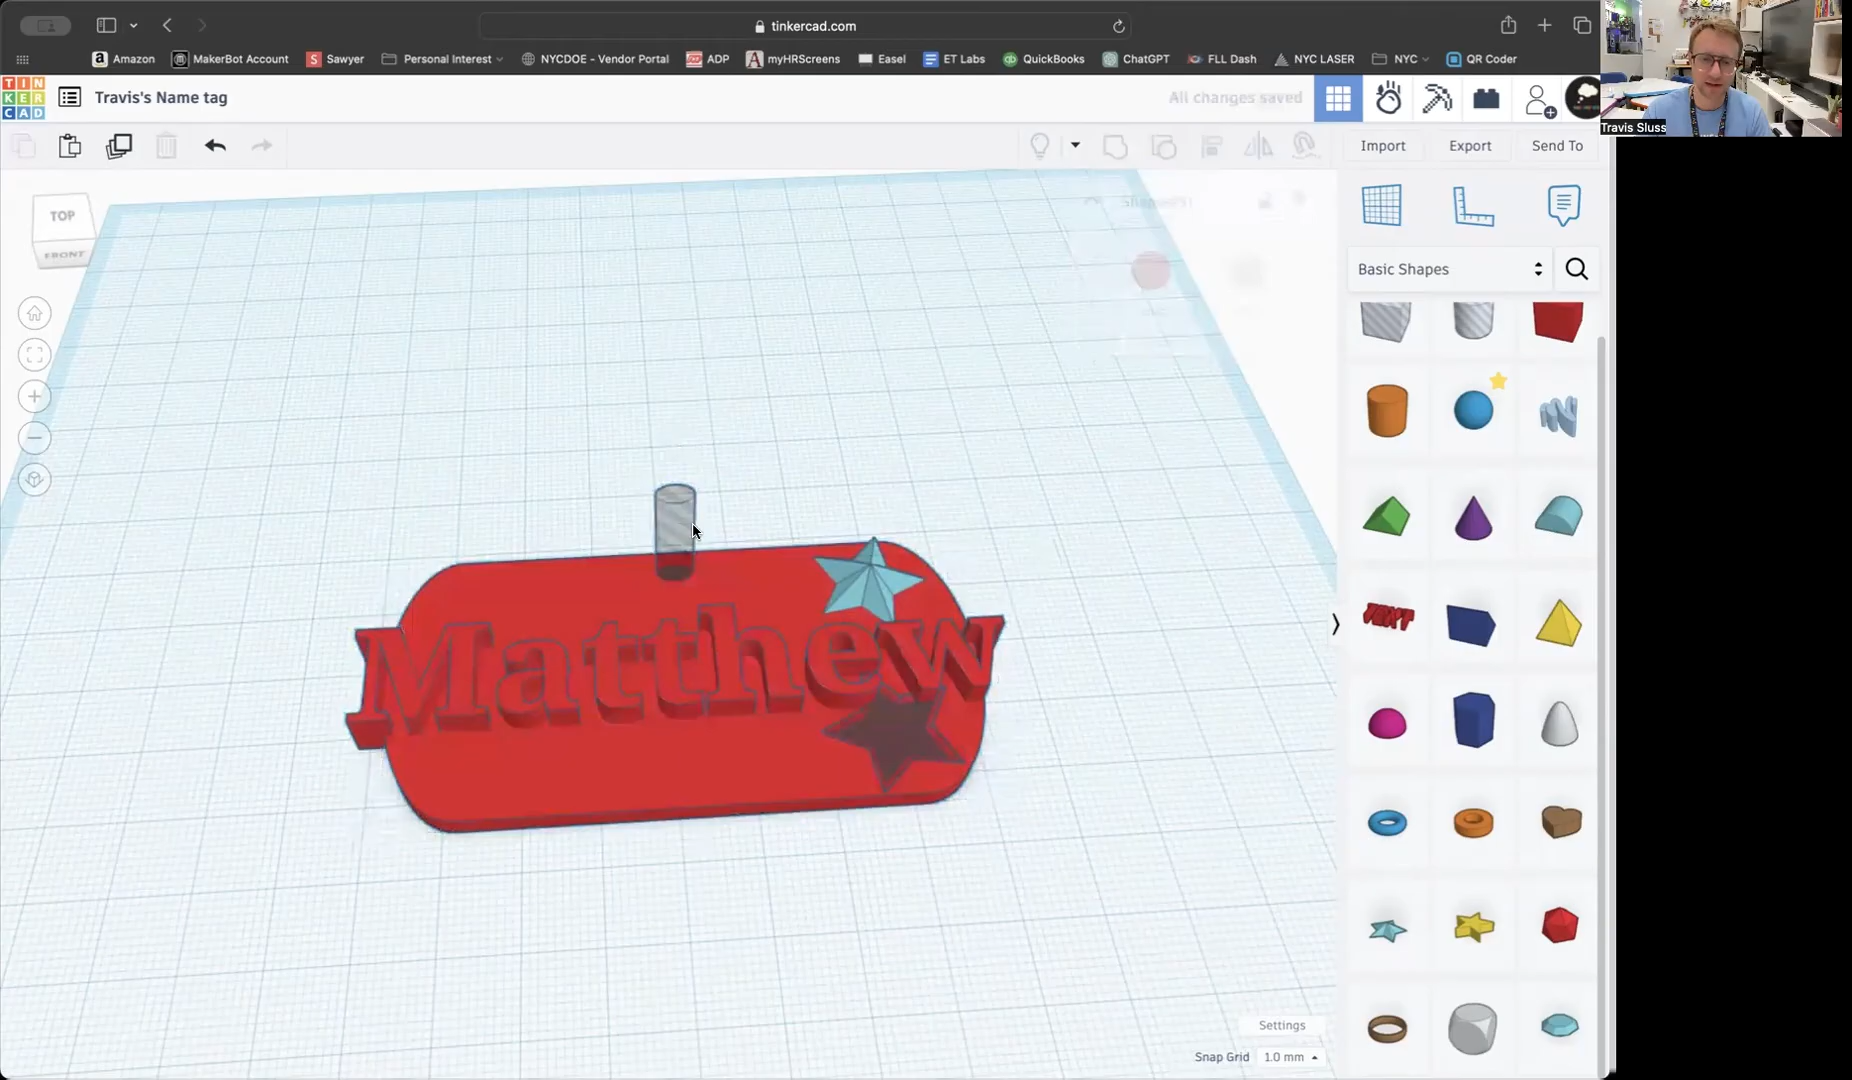 tinkercad.com
Amazon
MakerBot Account
Sawyer
Personal Interest
NYCDOE - Vendor Portal
ADP
myHRScreens
Easel
ET Labs
QuickBooks
ChatGPT
FLL Dash
NYC LASER
NYC
QR Coder
Travis Sluss
TIN
KER
CAD
Travis's Name tag
All changes saved
Import
Export
Send To
TOP
FRONT
Basic Shapes
TEXT
Matthew
Settings
Snap Grid 1.0 mm